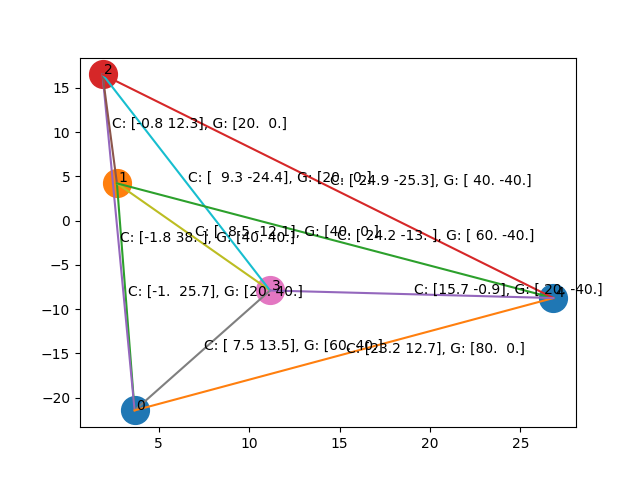 15
10
5
0
−5
−10
−15
−20
2
C: [-0.8 12.3], G: [20.  0.]
1
C: [  9.3 -24.4], G: [20.  0.]
C: [ 24.9 -25.3], G: [ 40. -40.]
C: [  8.5 -12.1], G: [40.  0.]
C: [-1.8 38. ], G: [40. 40.]
C: [ 24.2 -13. ], G: [ 60. -40.]
3
C: [-1.  25.7], G: [20. 40.]
C: [15.7 -0.9], G: [ 20. -40.]
4
C: [ 7.5 13.5], G: [60. 40.]
C: [23.2 12.7], G: [80.  0.]
0
5 10 15 20 25